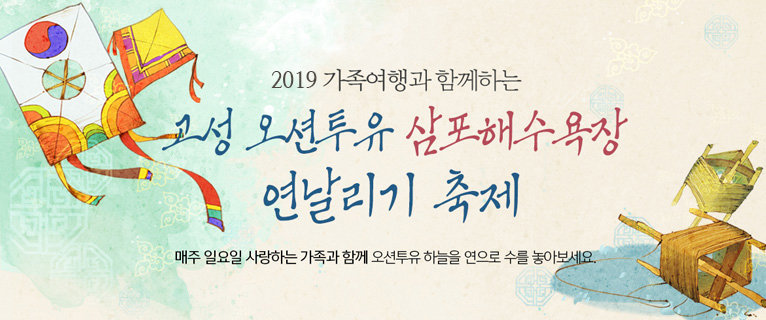 2019 가족여행과 함께하는
고성 오션투유 삼포해수욕장
연날리기 축제
매주 일요일 사랑하는 가족과 함께 오션투유 하늘을 연으로 수를 놓아보세요.